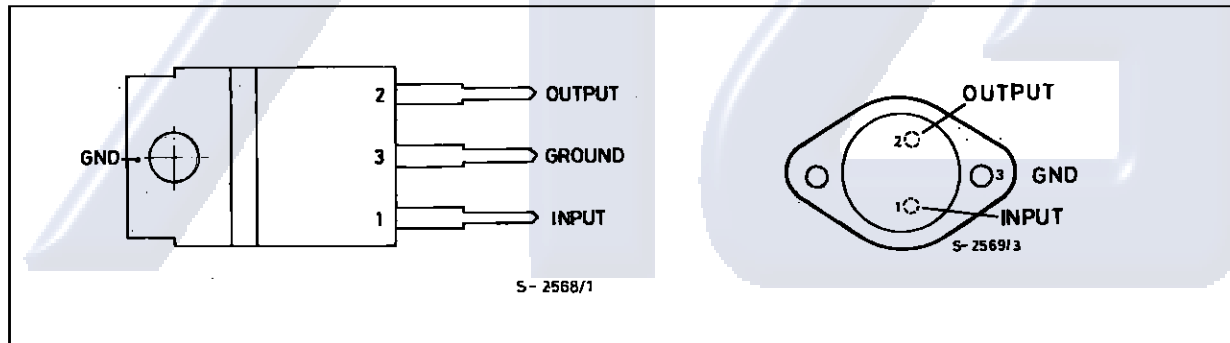 2 OUTPUT
GND 3 GROUND
1 INPUT
S-2568/1
OUTPUT
2
3 GND
1
INPUT
S-2569/3